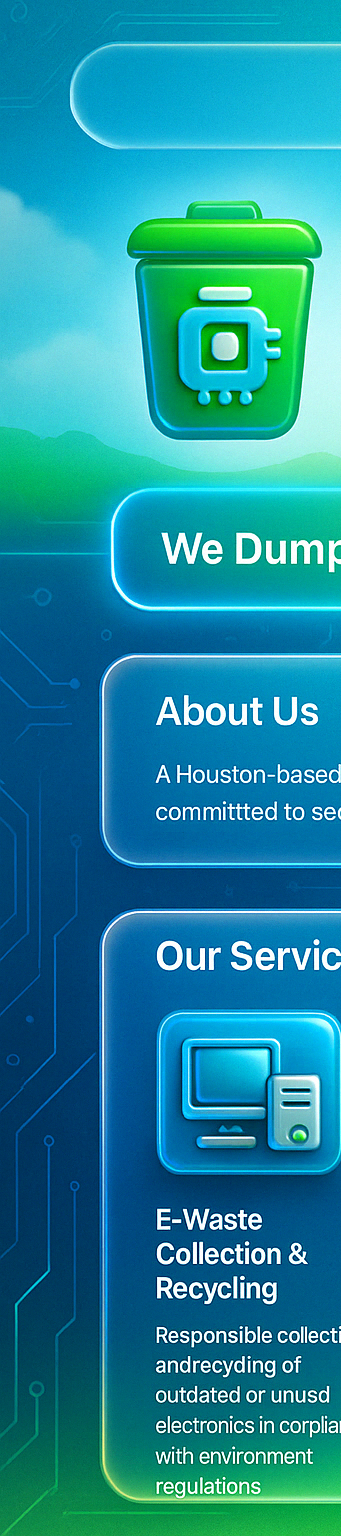 We Dump
About Us
A Houston-based
committted to sec
Our Servic
E-Waste
Collection &
Recycling
Responsible collecti
andrecyding of
outdated or unusd
electronics in corplian
with environment
regulations